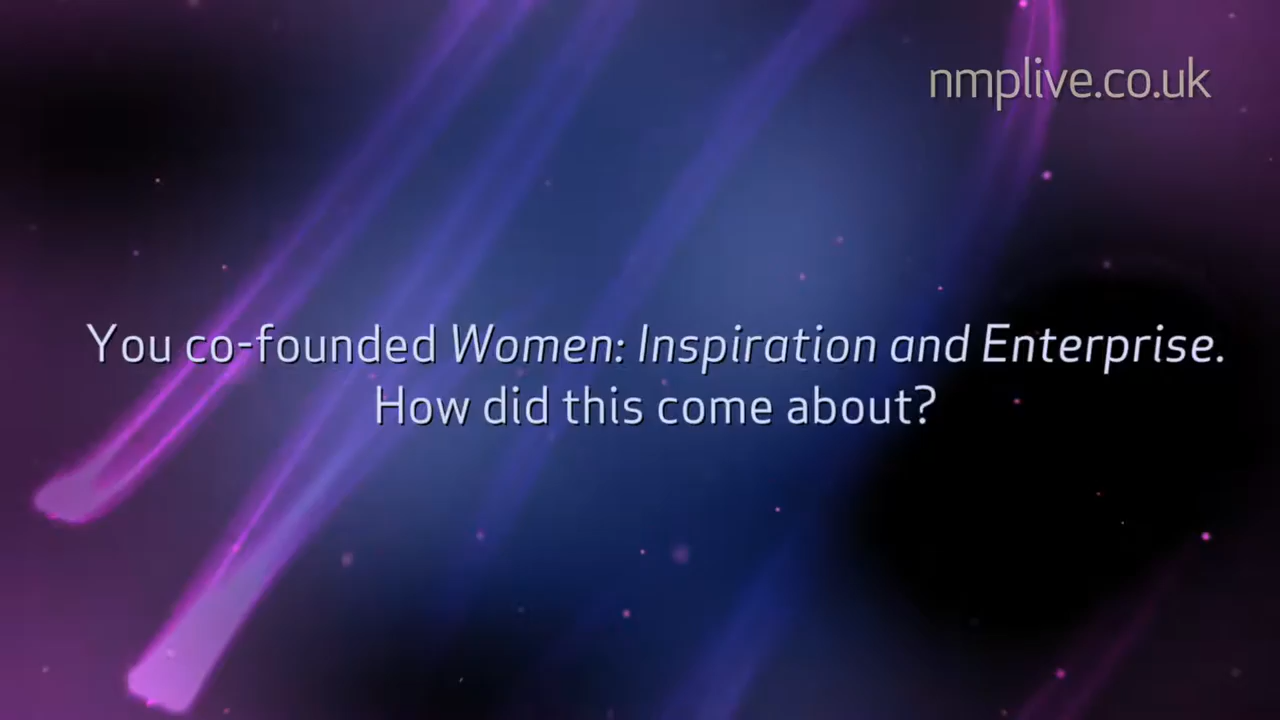 nmplive.co.uk
You co-founded Women: Inspiration and Enterprise.
How did this come about?